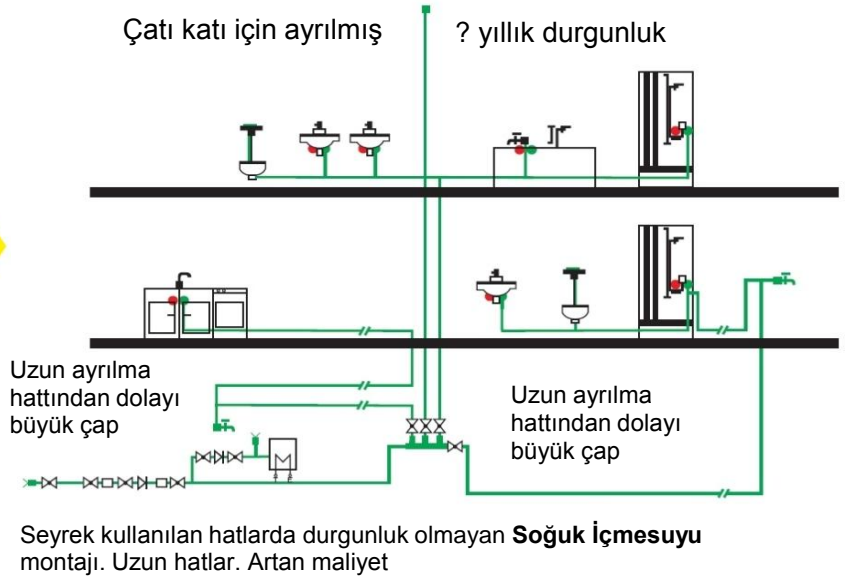 Çatı katı için ayrılmış
? yıllık durgunluk
Uzun ayrılma
hattından dolayı
büyük çap
Uzun ayrılma
hattından dolayı
büyük çap
Seyrek kullanılan hatlarda durgunluk olmayan Soğuk İçmesuyu
montajı. Uzun hatlar. Artan maliyet